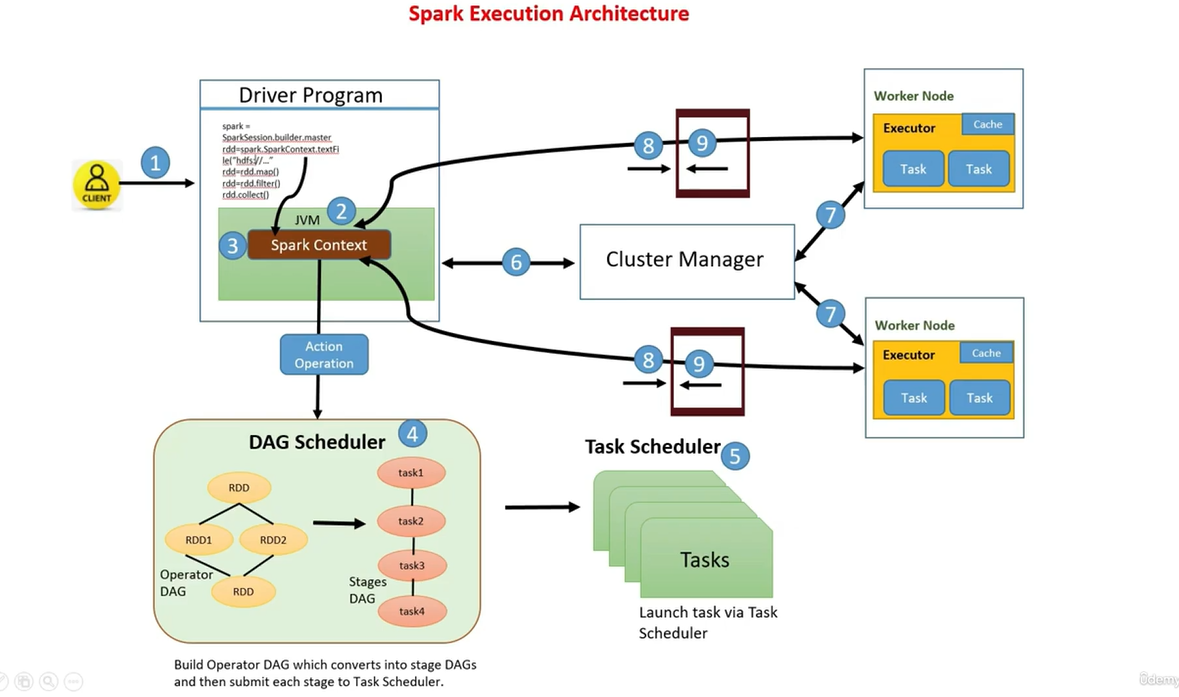 Spark Execution Architecture
Driver Program
spark =
SparkSession.builder.master
rdd=spark.SparkContext.textFi
le("hdfs://..."
rdd=rdd.map()
rdd=rdd.filter()
rdd.collect()
1
CLIENT
JVM
2
3
Spark Context
Action
Operation
8
9
Worker Node
Executor
Cache
Task
Task
7
6
Cluster Manager
7
8
9
Worker Node
Executor
Cache
Task
Task
DAG Scheduler
4
RDD
RDD1
RDD2
RDD
Operator
DAG
task1
task2
task3
task4
Stages
DAG
Task Scheduler
5
Tasks
Launch task via Task
Scheduler
Build Operator DAG which converts into stage DAGs
and then submit each stage to Task Scheduler.
ûdemy